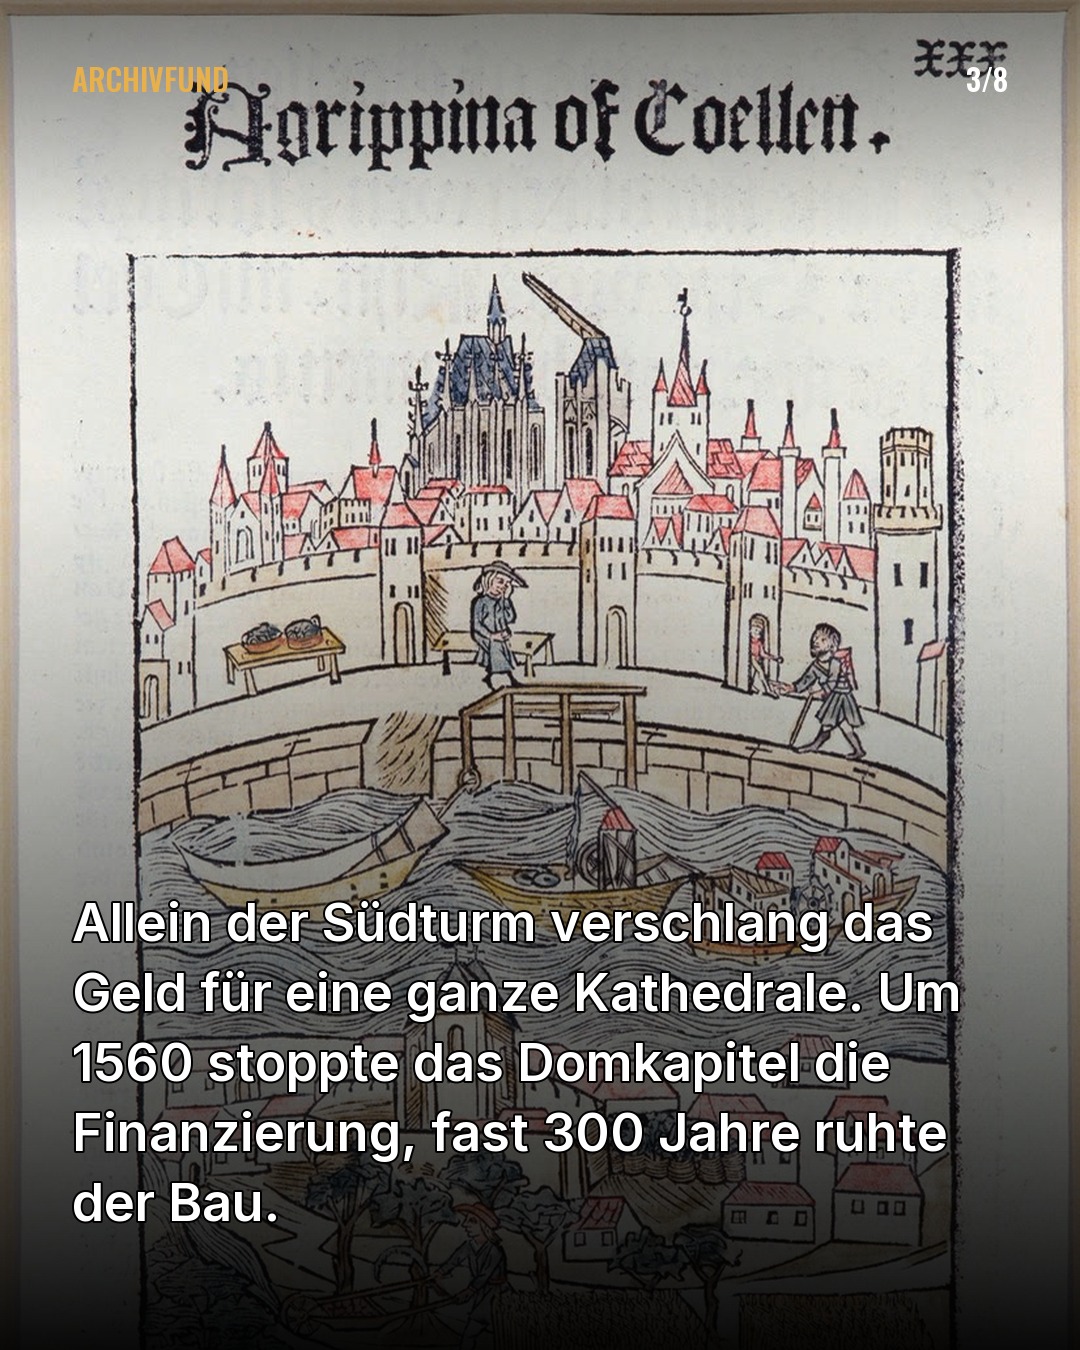 ARCHIVFUND
xxx
3/8
Agrippina of Coellen.
Allein der Südturm verschlang das
Geld für eine ganze Kathedrale. Um
1560 stoppte das Domkapitel die
Finanzierung, fast 300 Jahre ruhte
der Bau.